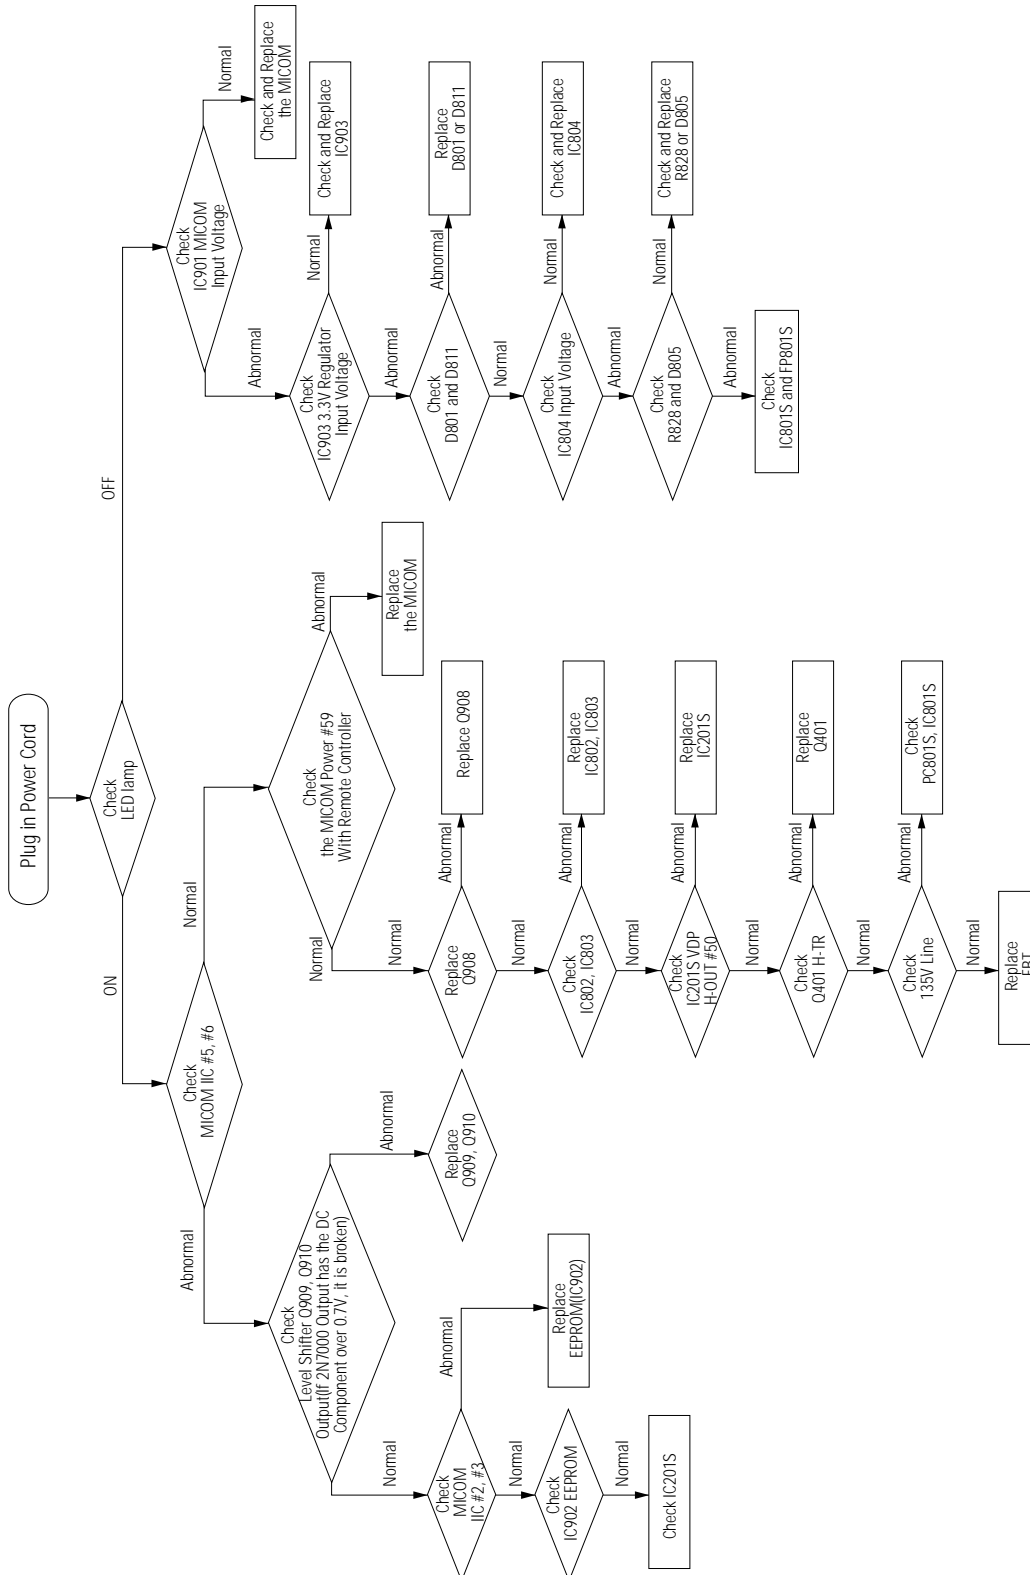 Plug in Power Cord
Check
LED lamp
ON
OFF
Check
MICOM IIC #5, #6
Abnormal
Normal
Check
Level Shifter Q909, Q910
Output(If 2N7000 Output has the DC
Component over 0.7V, it is broken)
Normal
Abnormal
Replace
Q909, Q910
Check
MICOM
IIC #2, #3
Abnormal
Replace
EEPROM(IC902)
Normal
Check
IC902 EEPROM
Normal
Check IC201S
Check
the MICOM Power #59
With Remote Controller
Abnormal
Replace
the MICOM
Normal
Normal
Replace
Q908
Abnormal
Replace Q908
Normal
Check
IC802, IC803
Abnormal
Replace
IC802, IC803
Normal
Check
IC201S VDP
H-OUT #50
Abnormal
Replace
IC201S
Normal
Check
Q401 H-TR
Abnormal
Replace
Q401
Normal
Check
135V Line
Abnormal
Check
PC801S, IC801S
Normal
Replace
FBT
Check
IC901 MICOM
Input Voltage
Normal
Check and Replace
the MICOM
Abnormal
Check
IC903 3.3V Regulator
Input Voltage
Normal
Check and Replace
IC903
Abnormal
Check
D801 and D811
Abnormal
Replace
D801 or D811
Normal
Check
IC804 Input Voltage
Normal
Check and Replace
IC804
Abnormal
Check
R828 and D805
Normal
Check and Replace
R828 or D805
Abnormal
Check
IC801S and FP801S